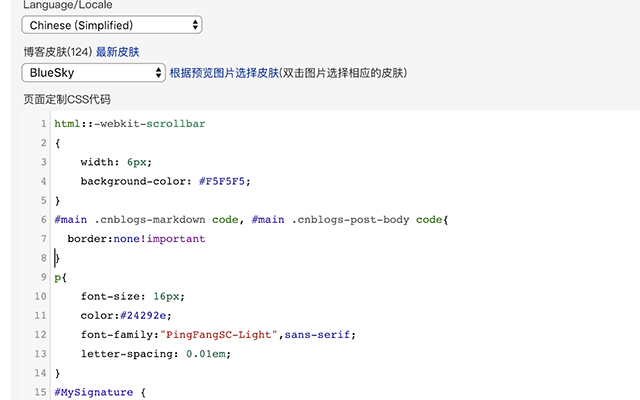 Language/Locale
Chinese (Simplified)
博客皮肤(124) 最新皮肤
BlueSky 根据预览图片选择皮肤(双击图片选择相应的皮肤)
页面定制CSS代码
1 html::-webkit-scrollbar
2 {
3 width: 6px;
4 background-color: #F5F5F5;
5 }
6 #main .cnblogs-markdown code, #main .cnblogs-post-body code{
7 border:none!important
8 }
9 p{
10 font-size: 16px;
11 color:#24292e;
12 font-family:"PingFangSC-Light",sans-serif;
13 letter-spacing: 0.01em;
14 }
15 #MySignature {